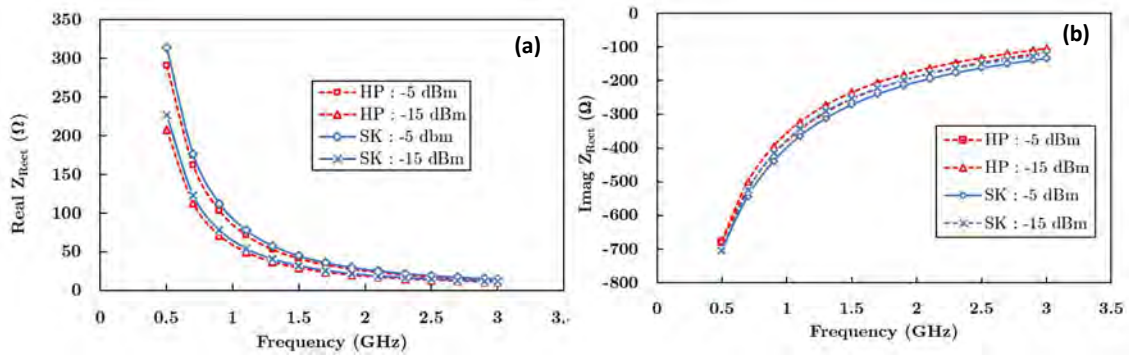 350
300
250
200
150
100
50
0
Real Z_Rect (Ω)
(a)
HP : -5 dBm
HP : -15 dBm
SK : -5 dbm
SK : -15 dBm
0 0.5 1 1.5 2 2.5 3 3.5
Frequency (GHz)
0
-100
-200
-300
-400
-500
-600
-700
-800
Imag Z_Rect (Ω)
(b)
HP : -5 dBm
HP : -15 dBm
SK : -5 dBm
SK : -15 dBm
0 0.5 1 1.5 2 2.5 3 3.5
Frequency (GHz)